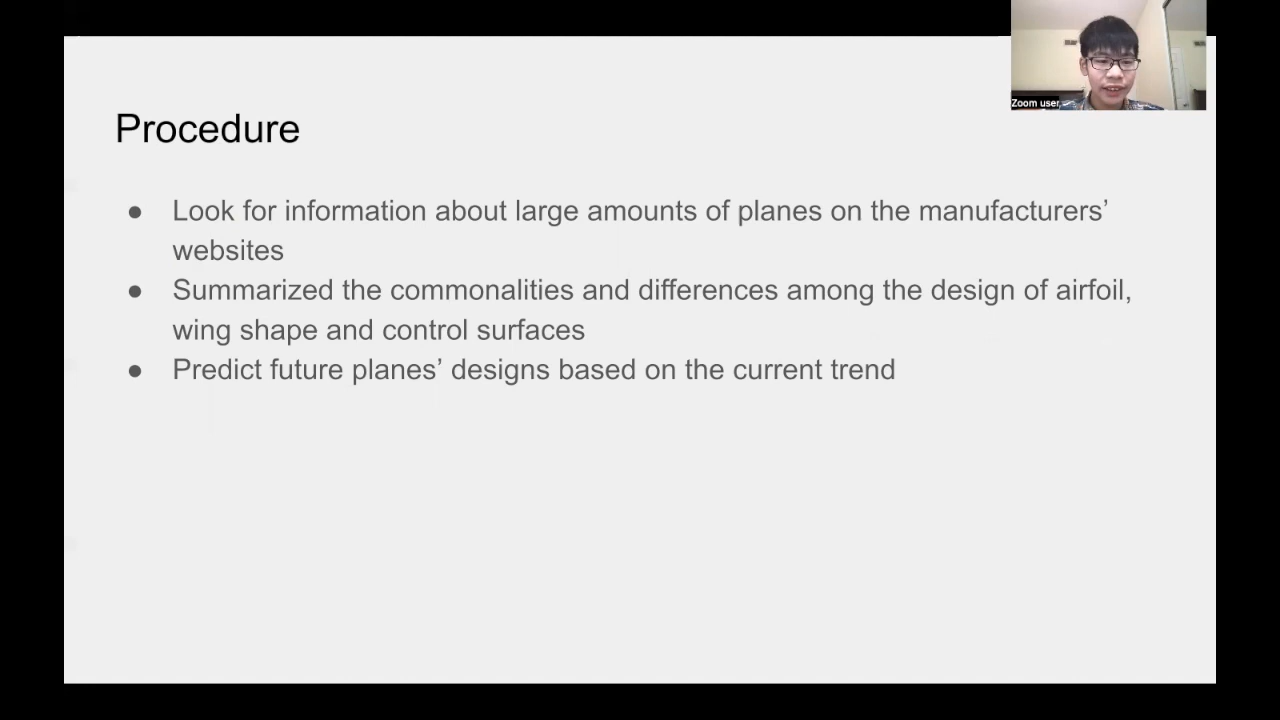 Zoom user
Procedure
● Look for information about large amounts of planes on the manufacturers’
websites
● Summarized the commonalities and differences among the design of airfoil,
wing shape and control surfaces
● Predict future planes’ designs based on the current trend